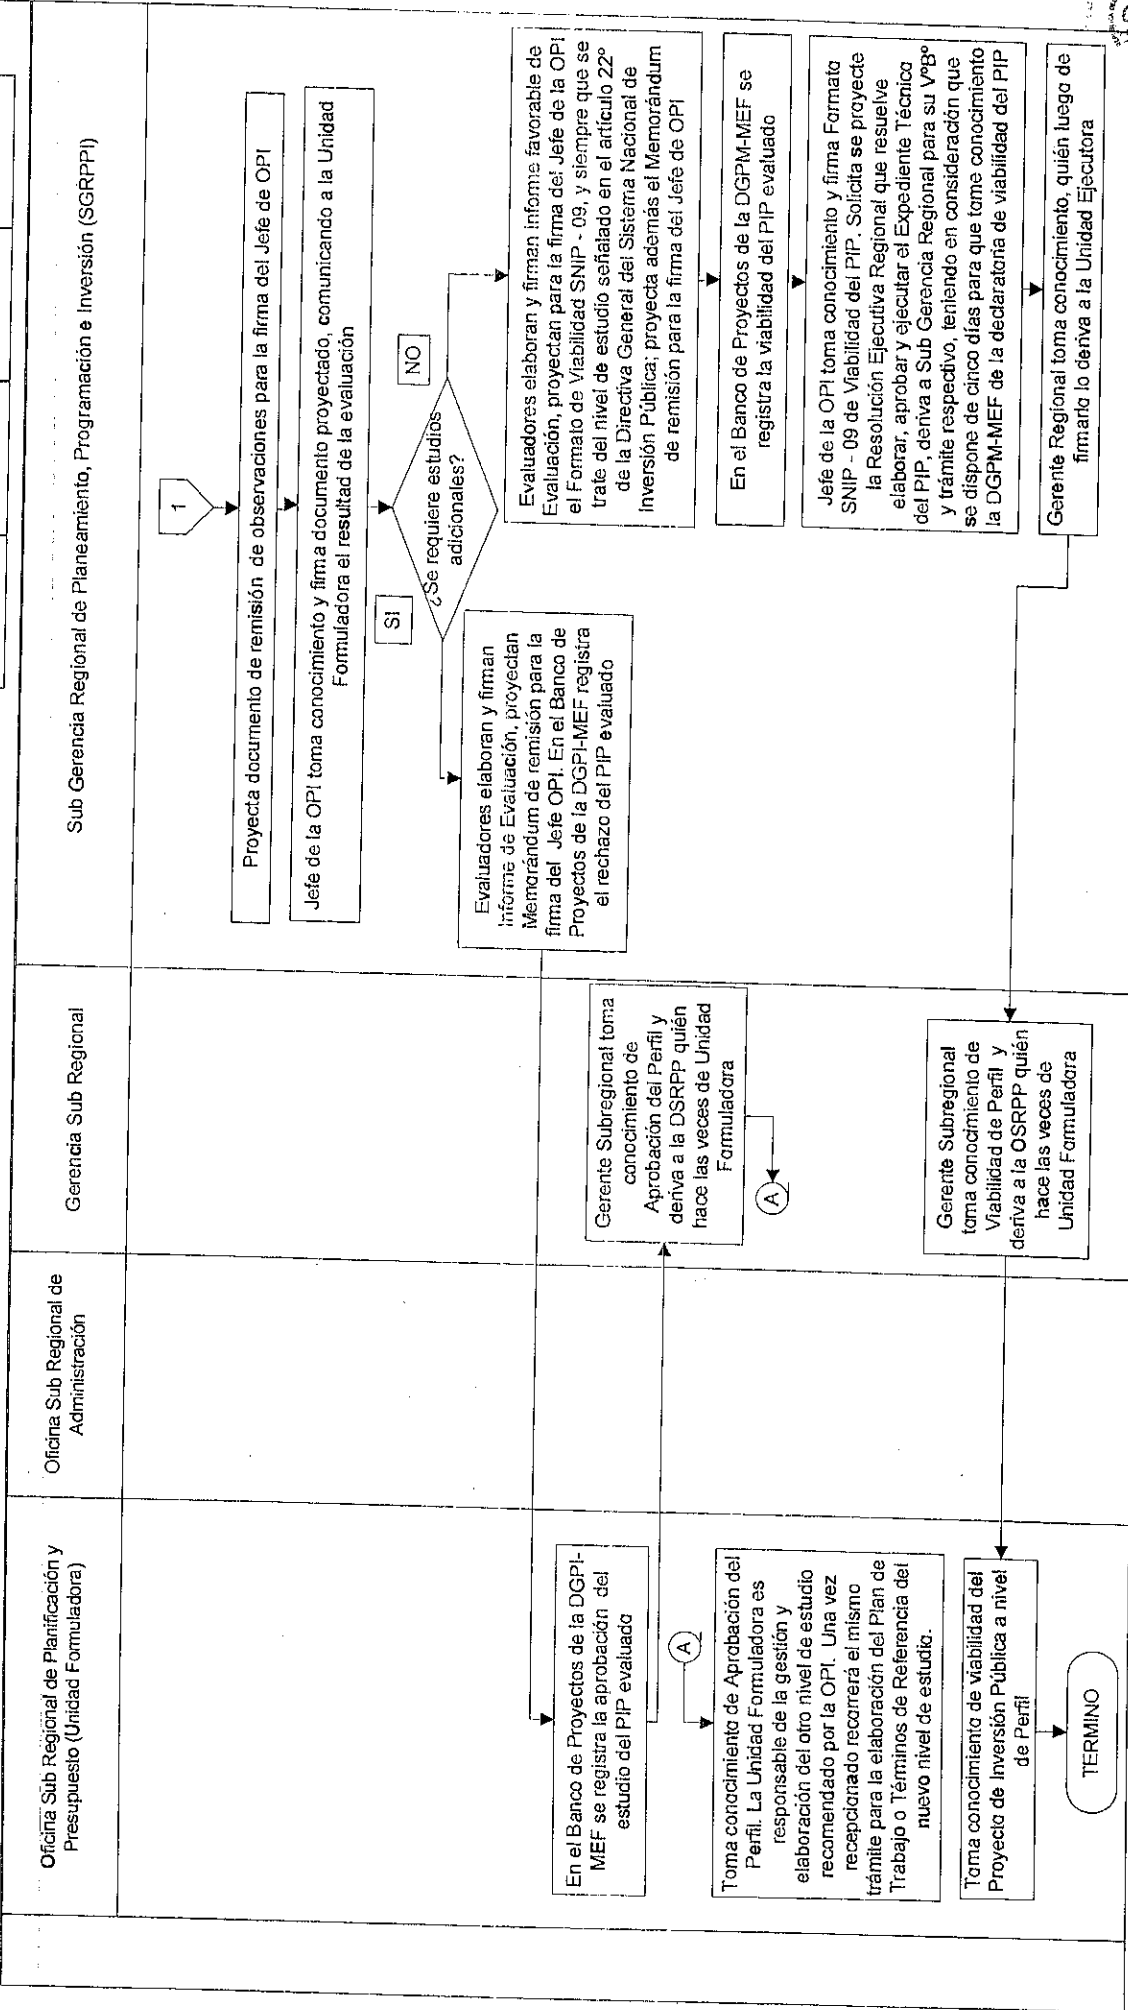 Oficina Sub Regional de Planificación y
Presupuesto (Unidad Formuladora)
Oficina Sub Regional de
Administración
Gerencia Sub Regional
Sub Gerencia Regional de Planeamiento, Programación e Inversión (SGRPPI)
1
Proyecta documento de remisión de observaciones para la firma del Jefe de OPI
Jefe de la OPI toma conocimiento y firma documento proyectado, comunicando a la Unidad
Formuladora el resultad de la evaluación
¿Se requiere estudios
adicionales?
SI
NO
Evaluadores elaboran y firman
Informe de Evaluación, proyectan
Memorándum de remisión para la
firma del Jefe OPI. En el Banco de
Proyectos de la DGPI-MEF registra
el rechazo del PIP evaluado
Evaluadores elaboran y firman informe favorable de
Evaluación, proyectan para la firma del Jefe de la OPI
el Formato de Viabilidad SNIP - 09, y siempre que se
trate del nivel de estudio señalado en el artículo 22º
de la Directiva General del Sistema Nacional de
Inversión Pública; proyecta además el Memorándum
de remisión para la firma del Jefe de OPI
En el Banco de Proyectos de la DGPM-MEF se
registra la viabilidad del PIP evaluado
Jefe de la OPI toma conocimiento y firma Formato
SNIP - 09 de Viabilidad del PIP. Solicita se proyecte
la Resolución Ejecutiva Regional que resuelve
elaborar, aprobar y ejecutar el Expediente Técnico
del PIP, deriva a Sub Gerencia Regional para su VºBº
y trámite respectivo, teniendo en consideración que
se dispone de cinco días para que tome conocimiento
la DGPM-MEF de la declaratoria de viabilidad del PIP
Gerente Regional toma conocimiento, quién luego de
firmarla lo deriva a la Unidad Ejecutora
En el Banco de Proyectos de la DGPI-
MEF se registra la aprobación del
estudio del PIP evaluado
Gerente Subregional toma
conocimiento de
Aprobación del Perfil y
deriva a la DSRPP quién
hace las veces de Unidad
Formuladora
A
A
Toma conocimiento de Aprobación del
Perfil. La Unidad Formuladora es
responsable de la gestión y
elaboración del otro nivel de estudio
recomendado por la OPI. Una vez
recepcionado recorrerá el mismo
trámite para la elaboración del Plan de
Trabajo o Términos de Referencia del
nuevo nivel de estudio.
Gerente Subregional
toma conocimiento de
Viabilidad de Perfil y
deriva a la OSRPP quién
hace las veces de
Unidad Formuladora
Toma conocimiento de viabilidad del
Proyecto de Inversión Pública a nivel
de Perfil
TERMINO